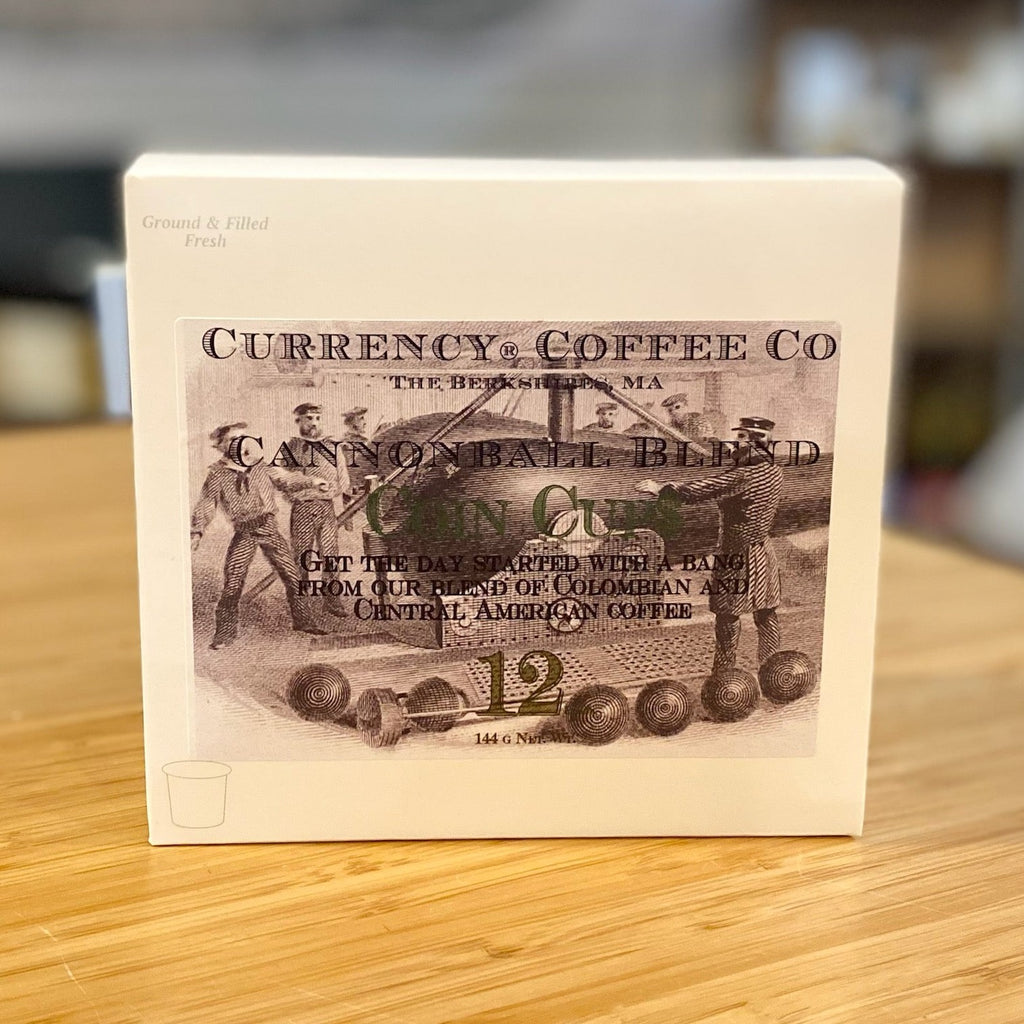 Ground & Filled
Fresh
CURRENCY® COFFEE CO
THE BERKSHIRES, MA
CANNONBALL BLEND
COIN CUP$
GET THE DAY STARTED WITH A BANG
FROM OUR BLEND OF COLOMBIAN AND
CENTRAL AMERICAN COFFEE
12
144 G NET. WT.